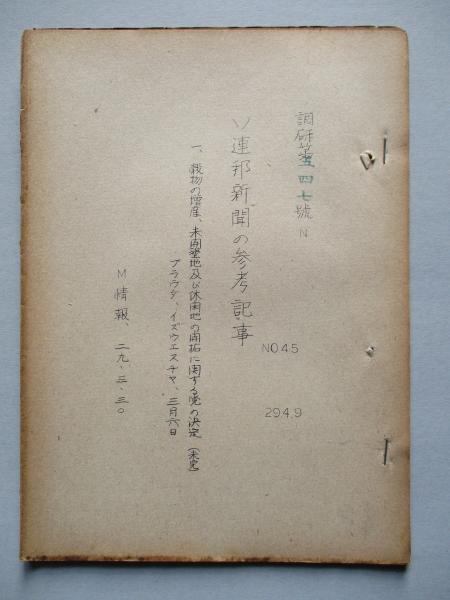 調研第五四七號 N
ソ連邦新聞の参考記事
NO45
294.9
一、穀物の増産、未開墾地及び休閑地の開拓に関する党の決定(未完)
プラウダ、イズヴエスチヤ、三月六日
M情報、二九、三、三〇